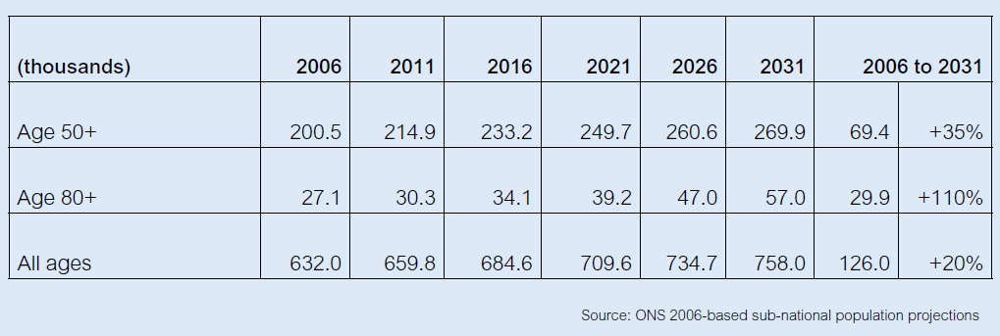 (thousands) 2006 2011 2016 2021 2026 2031 2006 to 2031
Age 50+ 200.5 214.9 233.2 249.7 260.6 269.9 69.4 +35%
Age 80+ 27.1 30.3 34.1 39.2 47.0 57.0 29.9 +110%
All ages 632.0 659.8 684.6 709.6 734.7 758.0 126.0 +20%
Source: ONS 2006-based sub-national population projections